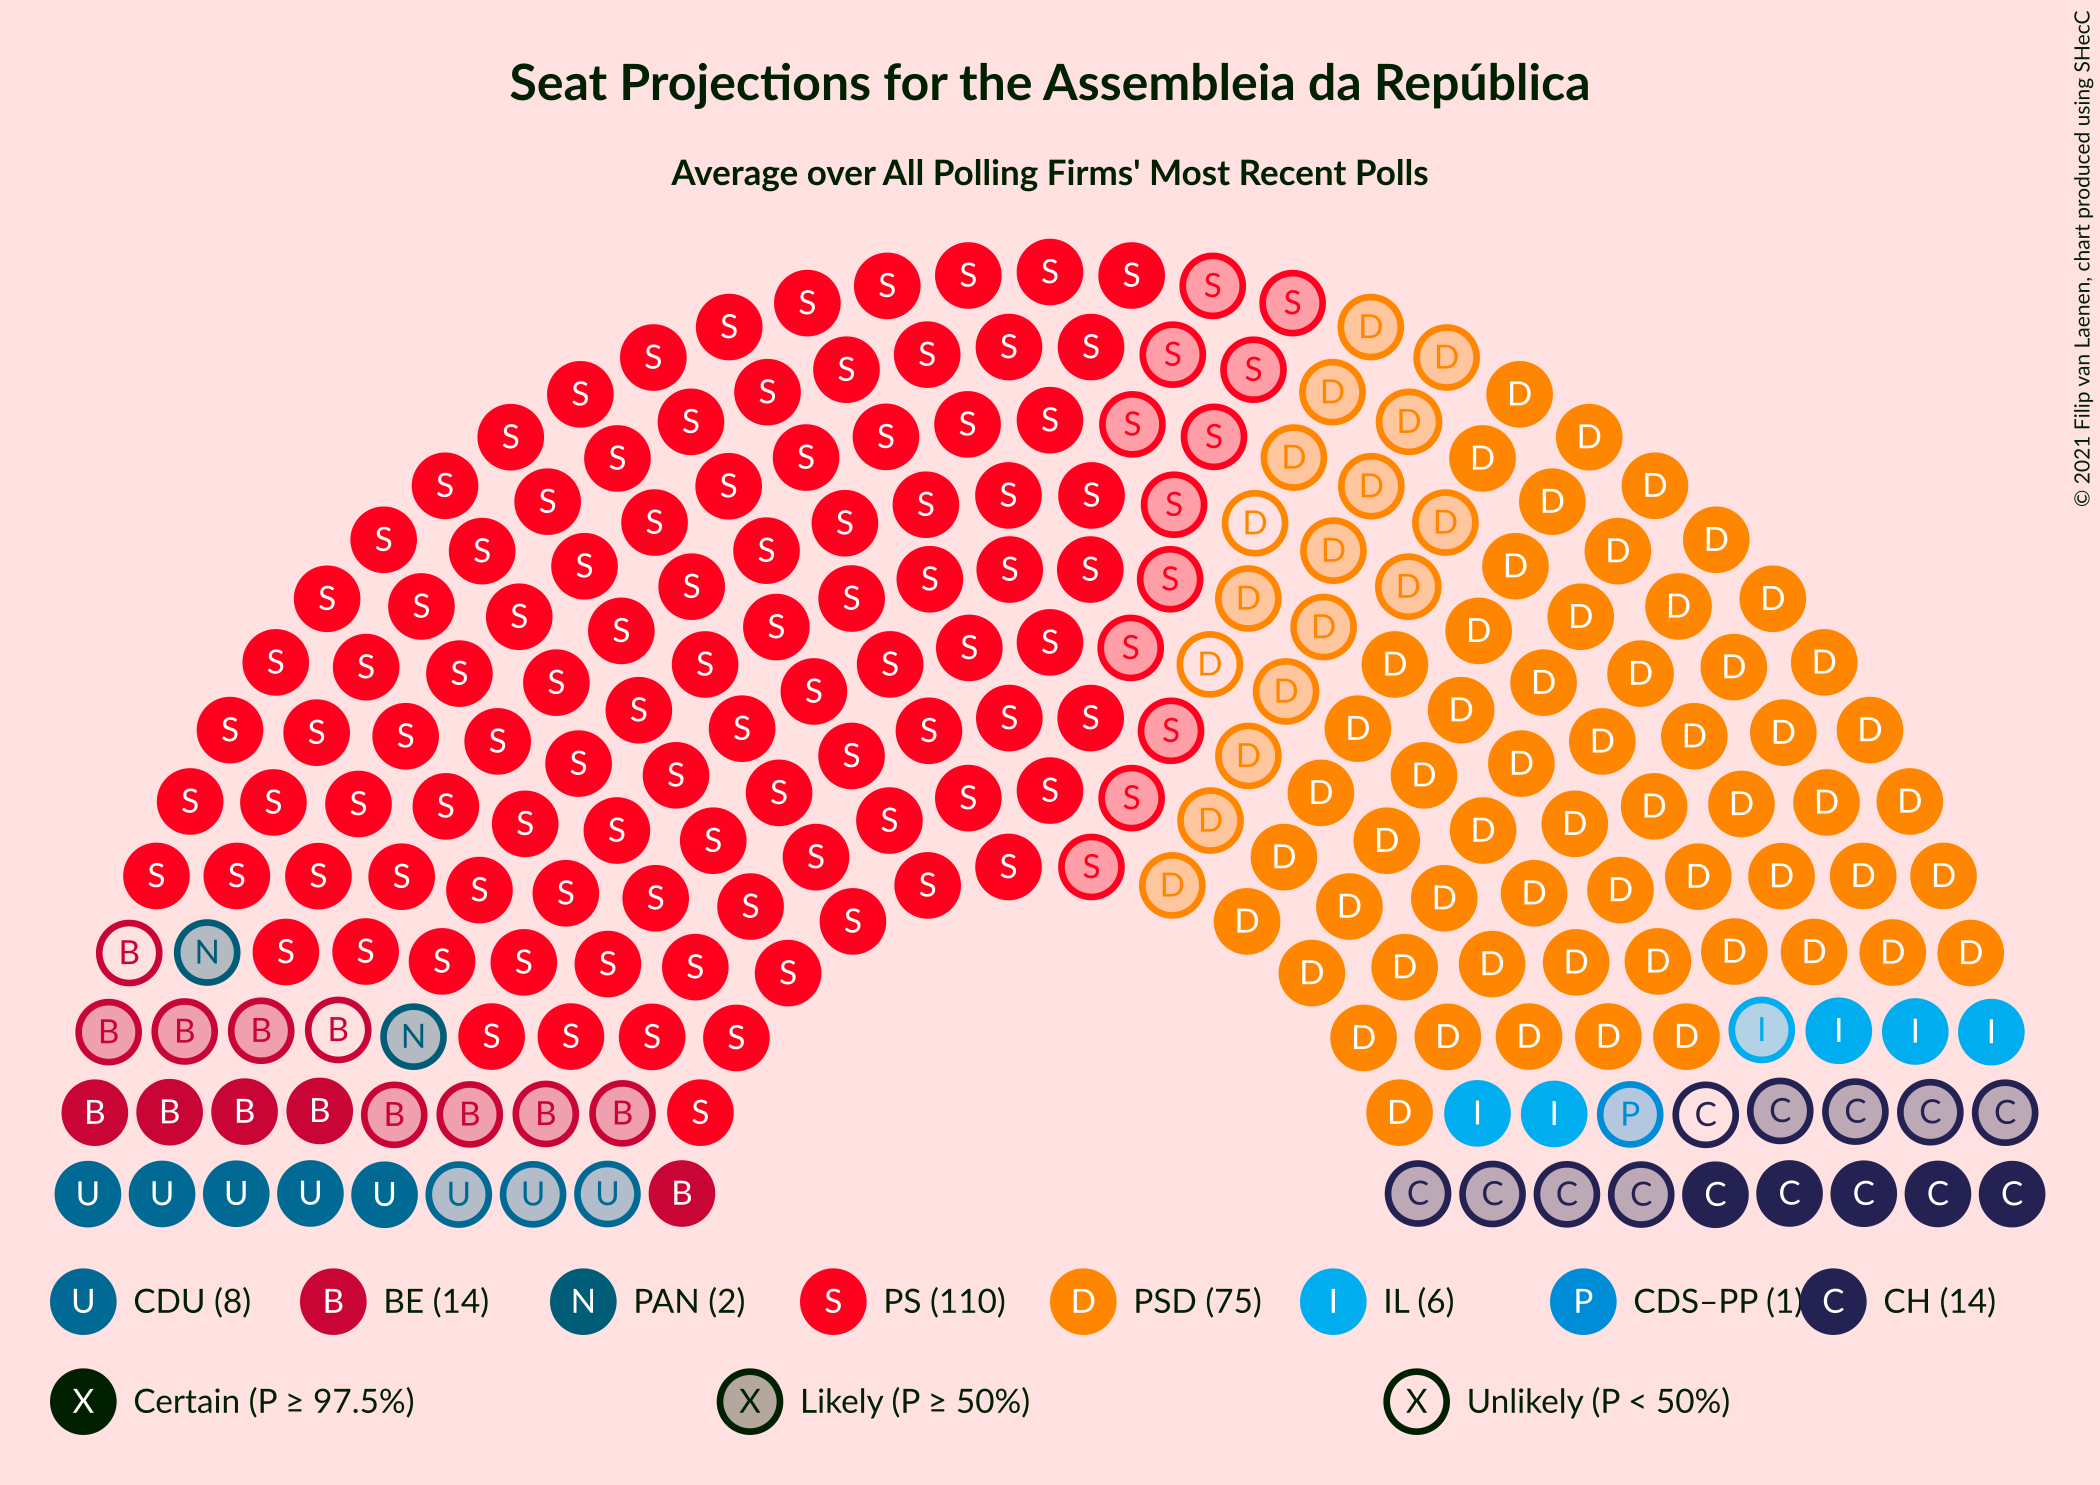 Seat Projections for the Assembleia da República
Average over All Polling Firms' Most Recent Polls
© 2021 Filip van Laenen, chart produced using SHecC
S S S S S S S S S S D D
U CDU (8) B BE (14) N PAN (2) S PS (110) D PSD (75) I IL (6) P CDS–PP (1) C CH (14)
X Certain (P ≥ 97.5%) X Likely (P ≥ 50%) X Unlikely (P < 50%)